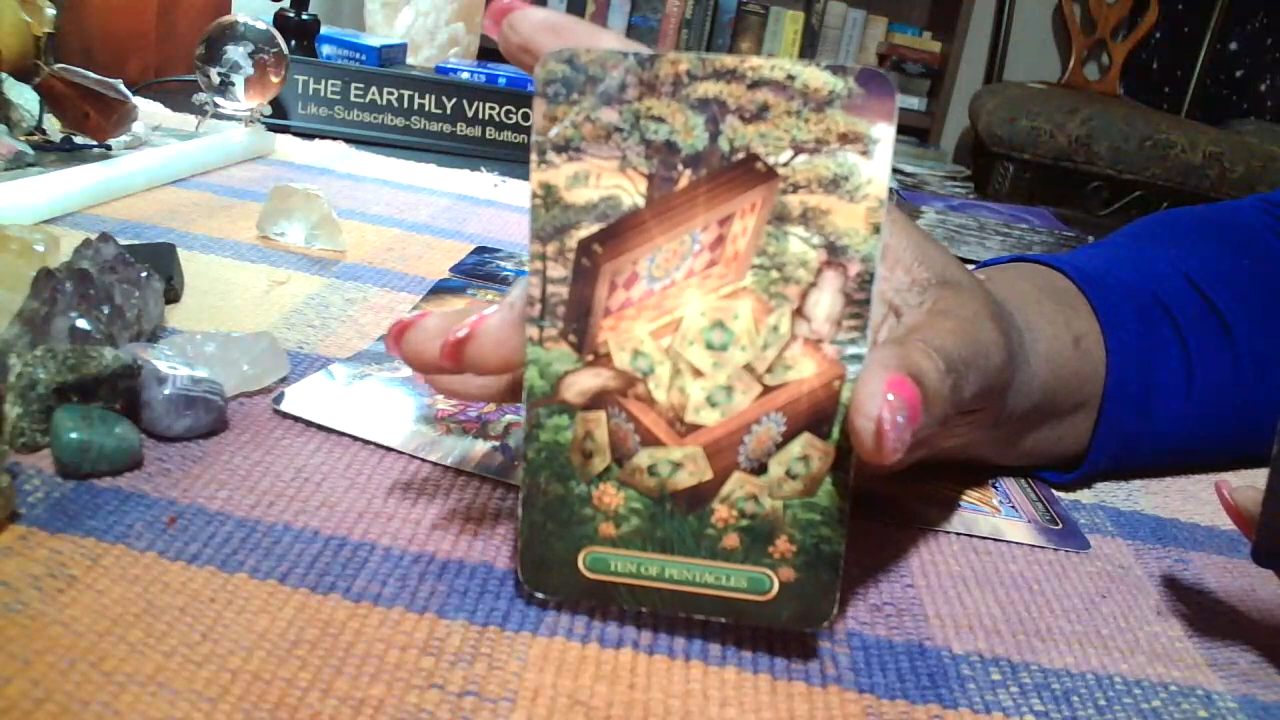 THE EARTHLY VIRGO
Like-Subscribe-Share-Bell Button
TEN OF PENTACLES